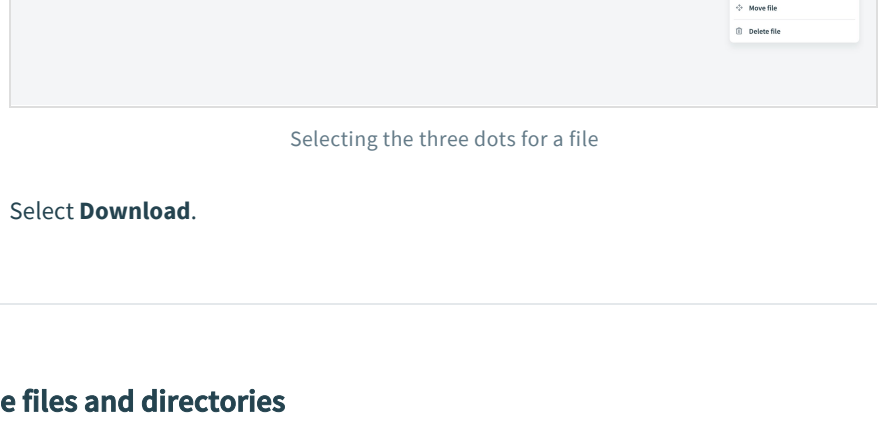 Move file
Delete file
Selecting the three dots for a file
Select Download.
e files and directories